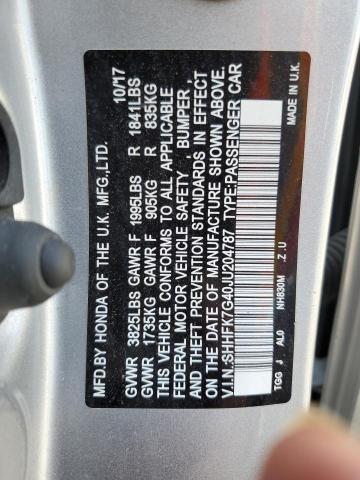 MFD.BY HONDA OF THE U.K. MFG.,LTD. 10/17
GVWR 3825LBS GAWR F 1995LBS R 1841LBS
GVWR 1735KG GAWR F 905KG R 835KG
THIS VEHICLE CONFORMS TO ALL APPLICABLE
FEDERAL MOTOR VEHICLE SAFETY , BUMPER ,
AND THEFT PREVENTION STANDARDS IN EFFECT
ON THE DATE OF MANUFACTURE SHOWN ABOVE.
V.I.N.:SHHFK7G40JU204787 TYPE:PASSENGER CAR
TGG J AL0 NH830M .Z .U MADE IN U.K.